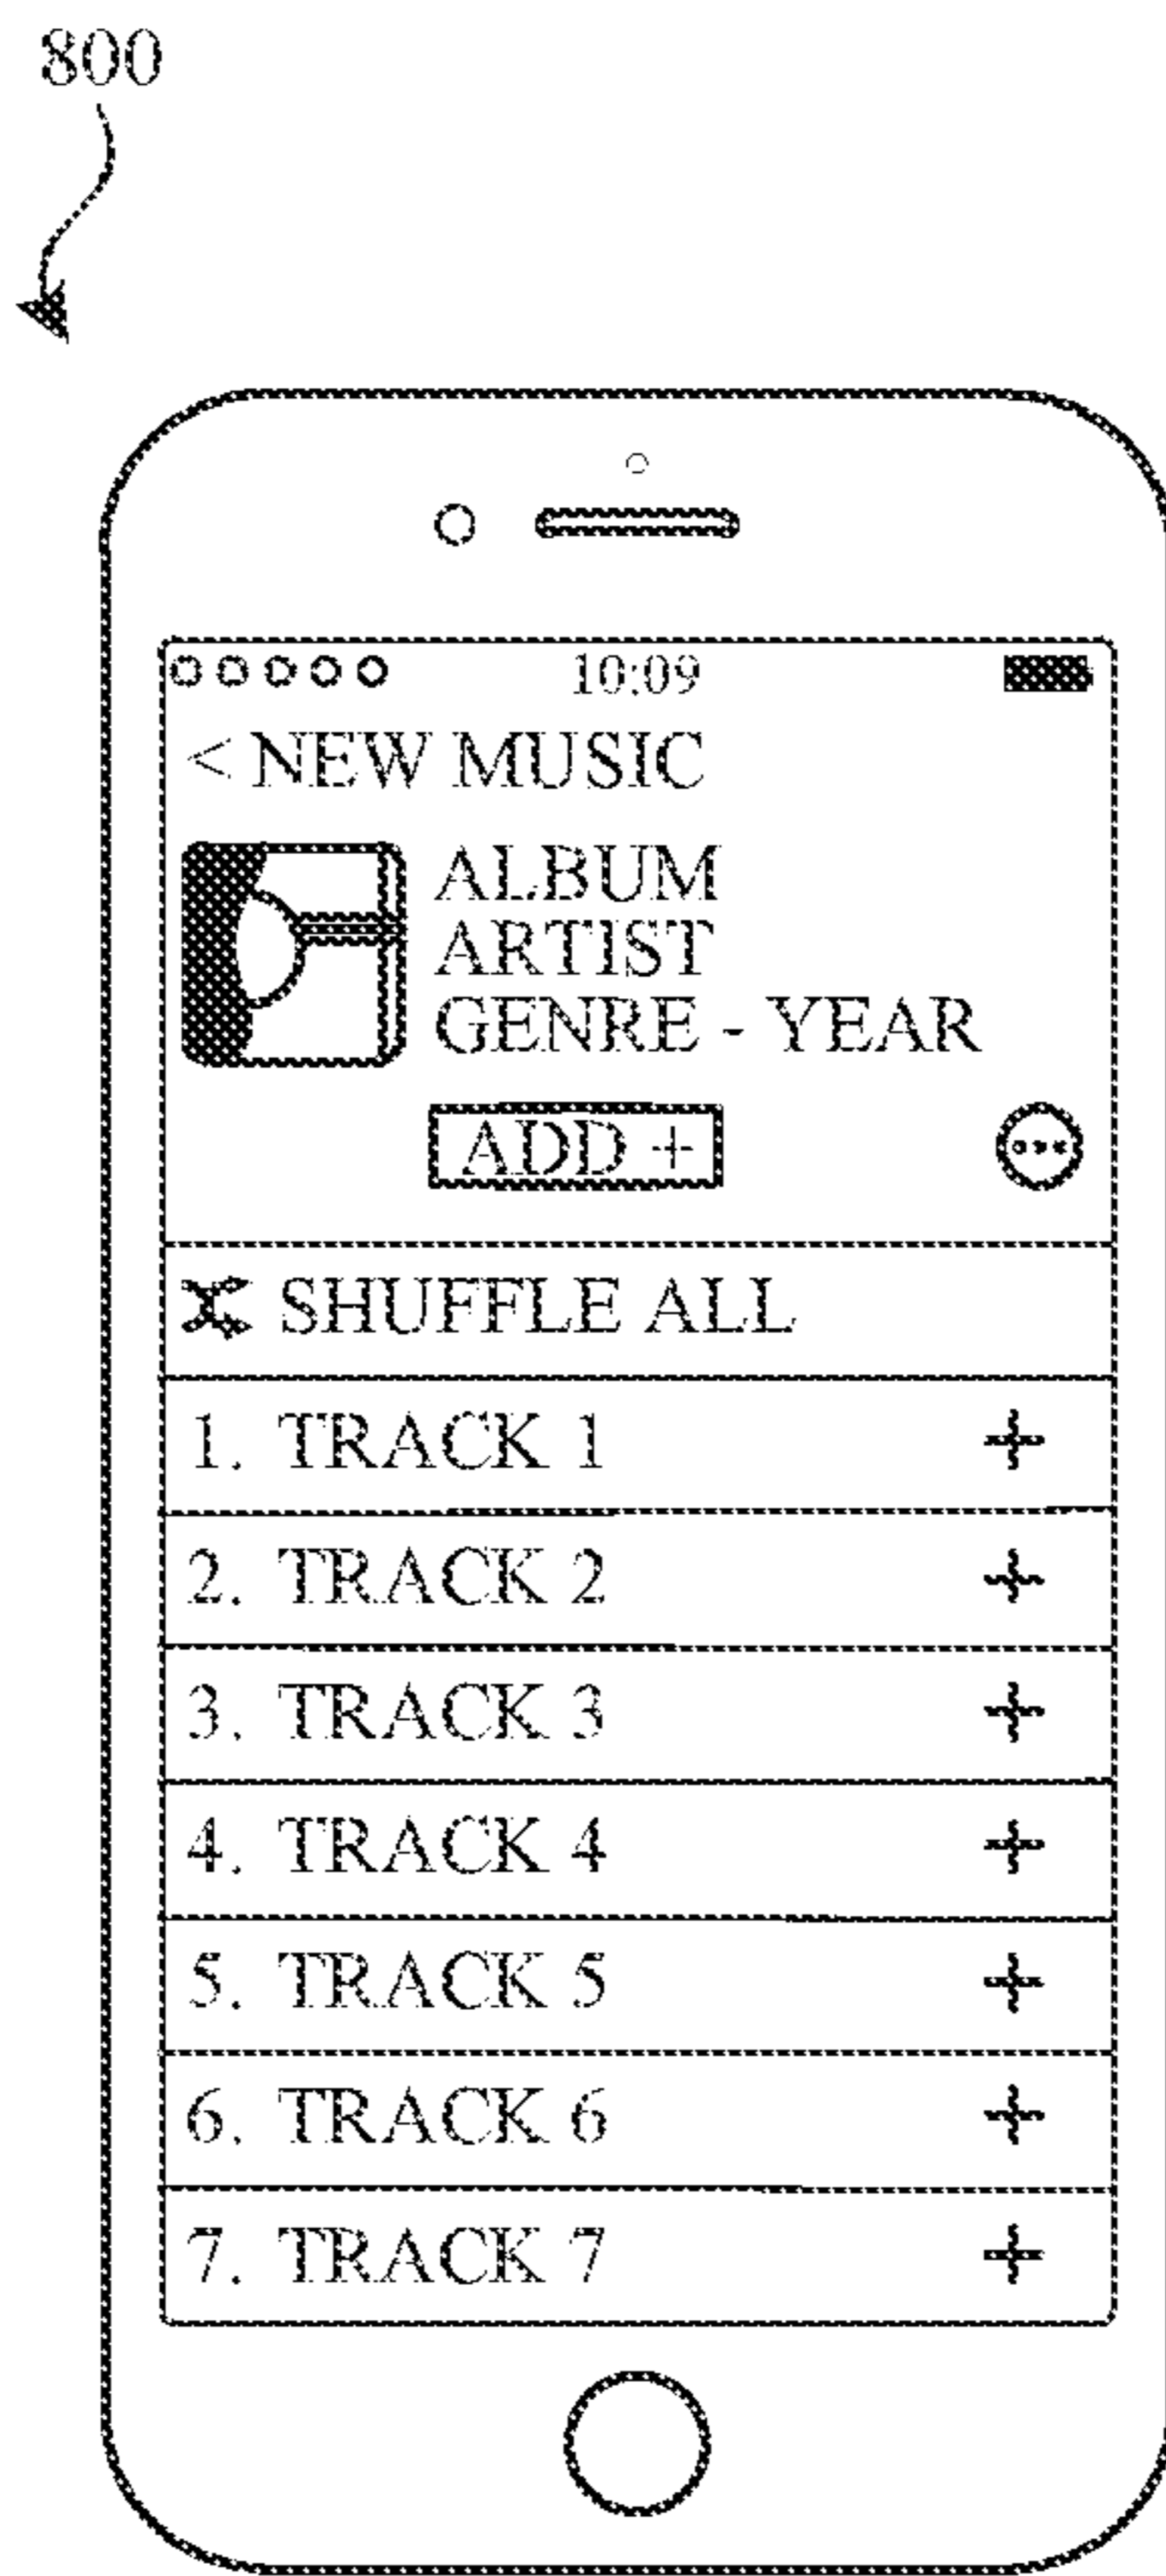 800
10:09
< NEW MUSIC
ALBUM
ARTIST
GENRE - YEAR
ADD +
SHUFFLE ALL
1. TRACK 1 +
2. TRACK 2 +
3. TRACK 3 +
4. TRACK 4 +
5. TRACK 5 +
6. TRACK 6 +
7. TRACK 7 +